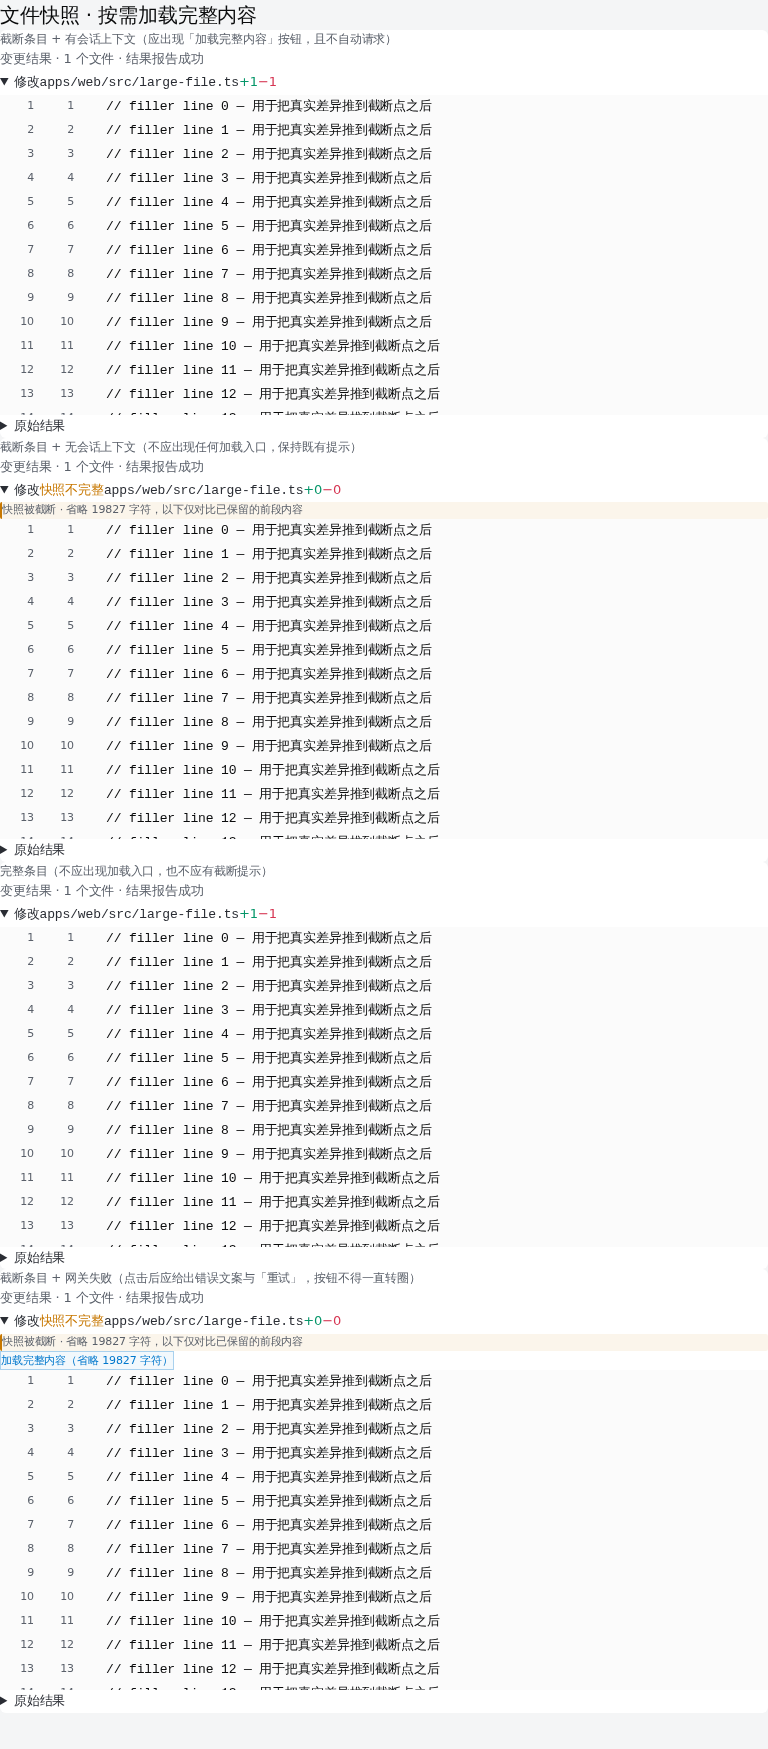 文件快照 · 按需加载完整内容
截断条目 + 有会话上下文（应出现「加载完整内容」按钮，且不自动请求）
变更结果 · 1 个文件 · 结果报告成功
▼ 修改apps/web/src/large-file.ts+1−1
1 1 // filler line 0 — 用于把真实差异推到截断点之后
2 2 // filler line 1 — 用于把真实差异推到截断点之后
3 3 // filler line 2 — 用于把真实差异推到截断点之后
4 4 // filler line 3 — 用于把真实差异推到截断点之后
5 5 // filler line 4 — 用于把真实差异推到截断点之后
6 6 // filler line 5 — 用于把真实差异推到截断点之后
7 7 // filler line 6 — 用于把真实差异推到截断点之后
8 8 // filler line 7 — 用于把真实差异推到截断点之后
9 9 // filler line 8 — 用于把真实差异推到截断点之后
10 10 // filler line 9 — 用于把真实差异推到截断点之后
11 11 // filler line 10 — 用于把真实差异推到截断点之后
12 12 // filler line 11 — 用于把真实差异推到截断点之后
13 13 // filler line 12 — 用于把真实差异推到截断点之后
▶ 原始结果
截断条目 + 无会话上下文（不应出现任何加载入口，保持既有提示）
变更结果 · 1 个文件 · 结果报告成功
▼ 修改快照不完整apps/web/src/large-file.ts+0−0
快照被截断 · 省略 19827 字符，以下仅对比已保留的前段内容
1 1 // filler line 0 — 用于把真实差异推到截断点之后
2 2 // filler line 1 — 用于把真实差异推到截断点之后
3 3 // filler line 2 — 用于把真实差异推到截断点之后
4 4 // filler line 3 — 用于把真实差异推到截断点之后
5 5 // filler line 4 — 用于把真实差异推到截断点之后
6 6 // filler line 5 — 用于把真实差异推到截断点之后
7 7 // filler line 6 — 用于把真实差异推到截断点之后
8 8 // filler line 7 — 用于把真实差异推到截断点之后
9 9 // filler line 8 — 用于把真实差异推到截断点之后
10 10 // filler line 9 — 用于把真实差异推到截断点之后
11 11 // filler line 10 — 用于把真实差异推到截断点之后
12 12 // filler line 11 — 用于把真实差异推到截断点之后
13 13 // filler line 12 — 用于把真实差异推到截断点之后
▶ 原始结果
完整条目（不应出现加载入口，也不应有截断提示）
变更结果 · 1 个文件 · 结果报告成功
▼ 修改apps/web/src/large-file.ts+1−1
1 1 // filler line 0 — 用于把真实差异推到截断点之后
2 2 // filler line 1 — 用于把真实差异推到截断点之后
3 3 // filler line 2 — 用于把真实差异推到截断点之后
4 4 // filler line 3 — 用于把真实差异推到截断点之后
5 5 // filler line 4 — 用于把真实差异推到截断点之后
6 6 // filler line 5 — 用于把真实差异推到截断点之后
7 7 // filler line 6 — 用于把真实差异推到截断点之后
8 8 // filler line 7 — 用于把真实差异推到截断点之后
9 9 // filler line 8 — 用于把真实差异推到截断点之后
10 10 // filler line 9 — 用于把真实差异推到截断点之后
11 11 // filler line 10 — 用于把真实差异推到截断点之后
12 12 // filler line 11 — 用于把真实差异推到截断点之后
13 13 // filler line 12 — 用于把真实差异推到截断点之后
▶ 原始结果
截断条目 + 网关失败（点击后应给出错误文案与「重试」，按钮不得一直转圈）
变更结果 · 1 个文件 · 结果报告成功
▼ 修改快照不完整apps/web/src/large-file.ts+0−0
快照被截断 · 省略 19827 字符，以下仅对比已保留的前段内容
加载完整内容（省略 19827 字符）
1 1 // filler line 0 — 用于把真实差异推到截断点之后
2 2 // filler line 1 — 用于把真实差异推到截断点之后
3 3 // filler line 2 — 用于把真实差异推到截断点之后
4 4 // filler line 3 — 用于把真实差异推到截断点之后
5 5 // filler line 4 — 用于把真实差异推到截断点之后
6 6 // filler line 5 — 用于把真实差异推到截断点之后
7 7 // filler line 6 — 用于把真实差异推到截断点之后
8 8 // filler line 7 — 用于把真实差异推到截断点之后
9 9 // filler line 8 — 用于把真实差异推到截断点之后
10 10 // filler line 9 — 用于把真实差异推到截断点之后
11 11 // filler line 10 — 用于把真实差异推到截断点之后
12 12 // filler line 11 — 用于把真实差异推到截断点之后
13 13 // filler line 12 — 用于把真实差异推到截断点之后
▶ 原始结果